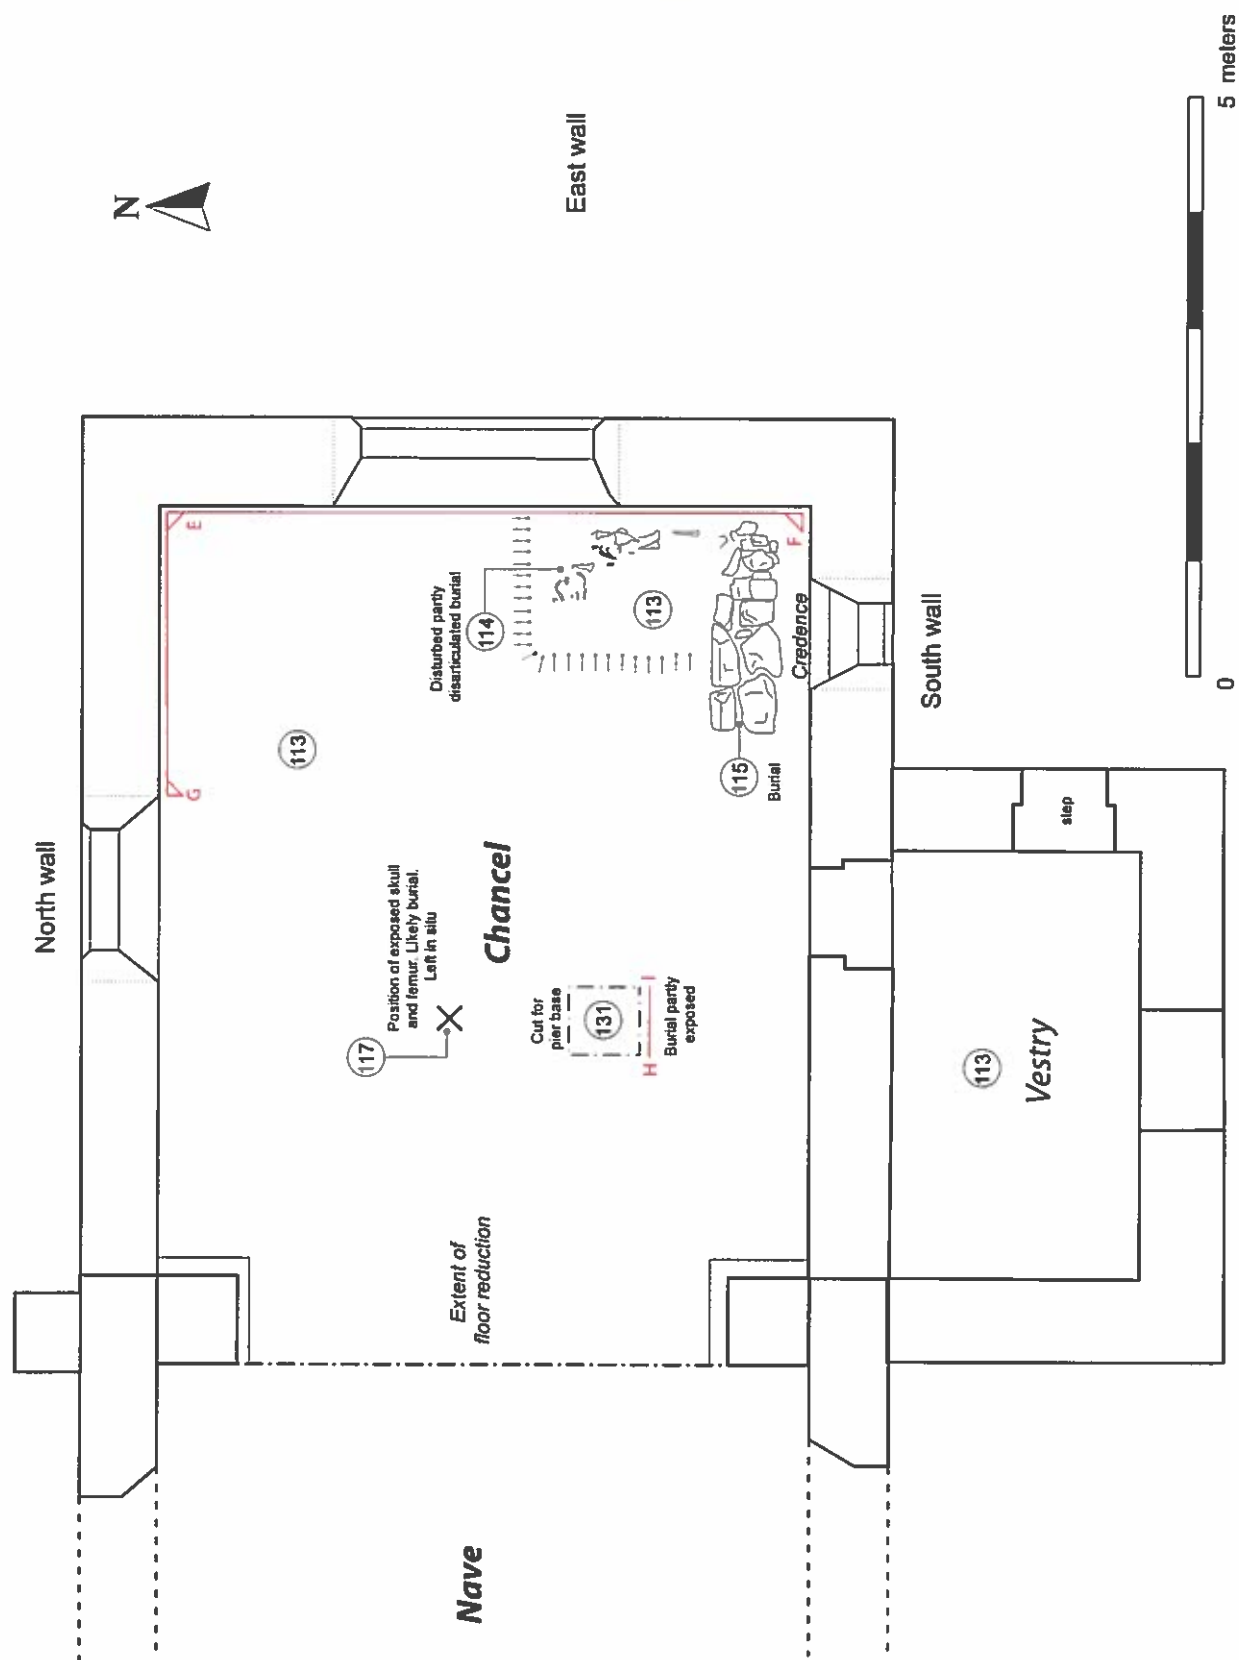 N
North wall
East wall
South wall
E
G
F
113
117
Position of exposed skull
and femur. Likely burial.
Left in situ
Disturbed partly
disarticulated burial
114
113
Chancel
Cut for
pier base
131
H
I
Burial partly
exposed
115
Burial
Credence
Extent of
floor reduction
Nave
113
Vestry
step
0
5 meters